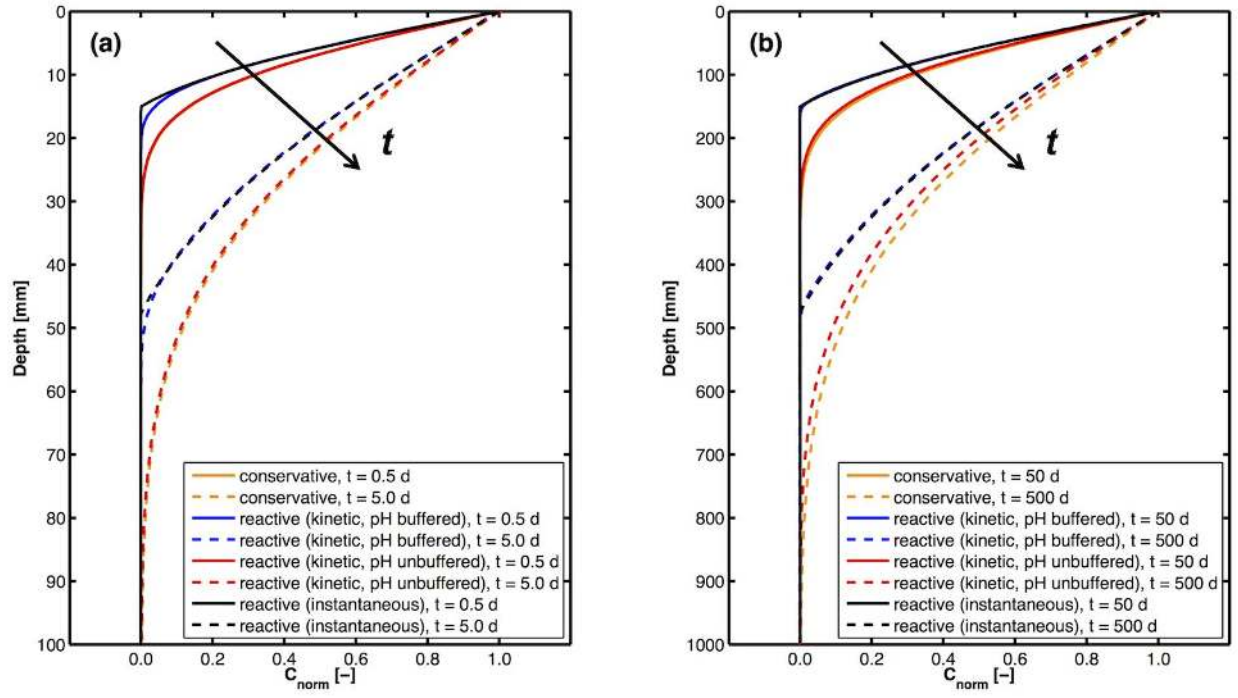 (a)
0
10
20
30
40
50
60
70
80
90
100
Depth [mm]
t
conservative, t = 0.5 d
conservative, t = 5.0 d
reactive (kinetic, pH buffered), t = 0.5 d
reactive (kinetic, pH buffered), t = 5.0 d
reactive (kinetic, pH unbuffered), t = 0.5 d
reactive (kinetic, pH unbuffered), t = 5.0 d
reactive (instantaneous), t = 0.5 d
reactive (instantaneous), t = 5.0 d
0.0 0.2 0.4 0.6 0.8 1.0
C_norm [–]
(b)
0
100
200
300
400
500
600
700
800
900
1000
Depth [mm]
t
conservative, t = 50 d
conservative, t = 500 d
reactive (kinetic, pH buffered), t = 50 d
reactive (kinetic, pH buffered), t = 500 d
reactive (kinetic, pH unbuffered), t = 50 d
reactive (kinetic, pH unbuffered), t = 500 d
reactive (instantaneous), t = 50 d
reactive (instantaneous), t = 500 d
0.0 0.2 0.4 0.6 0.8 1.0
C_norm [–]